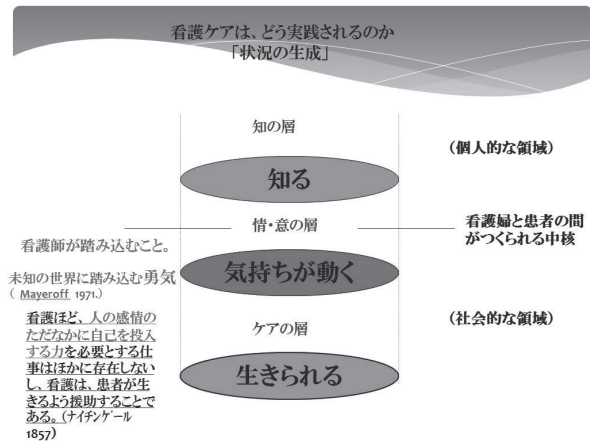 看護ケアは、どう実践されるのか
「状況の生成」
知の層
(個人的な領域)
知る
情・意の層
看護婦と患者の間
がつくられる中核
看護師が踏み込むこと。
気持ちが動く
未知の世界に踏み込む勇気
( Mayeroff 1971.)
(社会的な領域)
ケアの層
看護ほど、人の感情の
ただなかに自己を投入
する力を必要とする仕
事はほかに存在しない
し、看護は、患者が生
きるよう援助することで
ある。(ナイチンゲール
1857)
生きられる